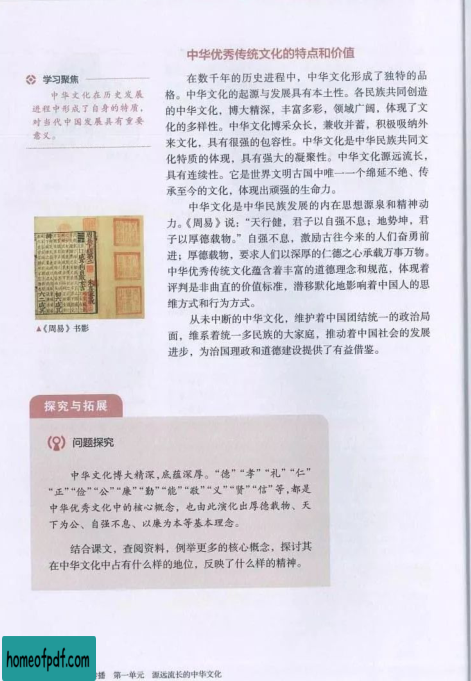 中华优秀传统文化的特点和价值
学习聚焦
中华文化在历史发展
进程中形成了自身的特质，
对当代中国发展具有重要
意义。
在数千年的历史进程中，中华文化形成了独特的品
格。中华文化的起源与发展具有本土性。各民族共同创造
的中华文化，博大精深，丰富多彩，领域广阔，体现了文
化的多样性。中华文化博采众长，兼收并蓄，积极吸纳外
来文化，具有很强的包容性。中华文化是中华民族共同文
化特质的体现，具有强大的凝聚性。中华文化源远流长，
具有连续性。它是世界文明古国中唯一一个绵延不绝、传
承至今的文化，体现出顽强的生命力。
中华文化是中华民族发展的内在思想源泉和精神动
力。《周易》说：“天行健，君子以自强不息；地势坤，君
子以厚德载物。”自强不息，激励古往今来的人们奋勇前
进；厚德载物，要求人们以深厚的仁德之心承载万事万物。
中华优秀传统文化蕴含着丰富的道德理念和规范，体现着
评判是非曲直的价值标准，潜移默化地影响着中国人的思
维方式和行为方式。
▲《周易》书影
从未中断的中华文化，维护着中国团结统一的政治局
面，维系着统一多民族的大家庭，推动着中国社会的发展
进步，为治国理政和道德建设提供了有益借鉴。
探究与拓展
问题探究
中华文化博大精深，底蕴深厚。“德”“孝”“礼”“仁”
“正”“俭”“公”“廉”“勤”“能”“敬”“义”“贤”“信”等，都是
中华优秀文化中的核心概念，也由此演化出厚德载物、天
下为公、自强不息、以廉为本等基本理念。
结合课文，查阅资料，例举更多的核心概念，探讨其
在中华文化中占有什么样的地位，反映了什么样的精神。
播 第一单元 源远流长的中华文化
homeofpdf.com